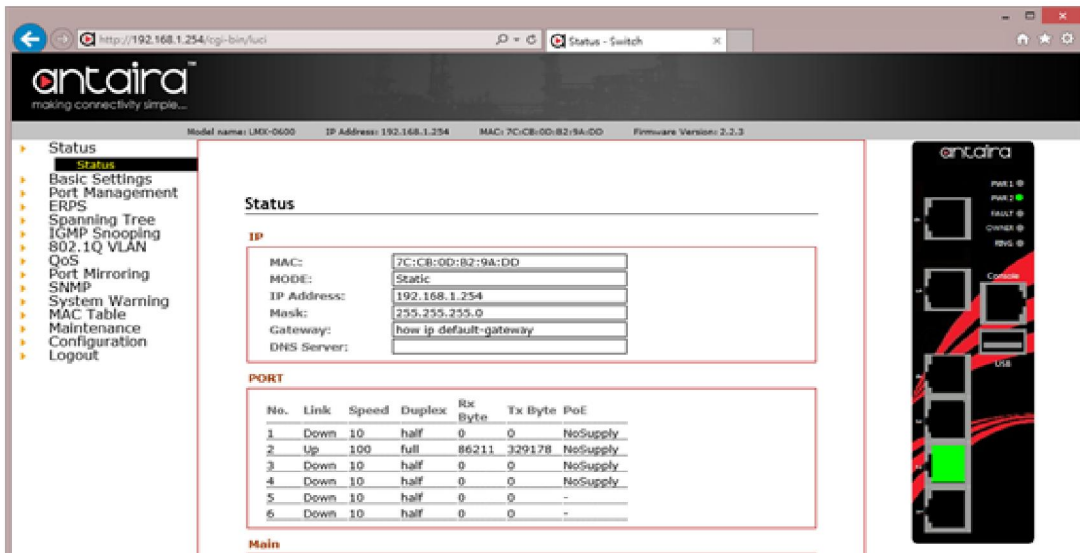 http://192.168.1.254/cgi-bin/luci
Status - Switch
antaira™
making connectivity simple...
Model name: LMX-0600 IP Address: 192.168.1.254 MAC: 7C:CB:0D:B2:9A:DD Firmware Version: 2.2.3
Status
Status
Basic Settings
Port Management
ERPS
Spanning Tree
IGMP Snooping
802.1Q VLAN
QoS
Port Mirroring
SNMP
System Warning
MAC Table
Maintenance
Configuration
Logout
Status
IP
MAC: 7C:CB:0D:B2:9A:DD
MODE: Static
IP Address: 192.168.1.254
Mask: 255.255.255.0
Gateway: how ip default-gateway
DNS Server:
PORT
No. Link Speed Duplex Rx Byte Tx Byte PoE
1 Down 10 half 0 0 NoSupply
2 Up 100 full 86211 329178 NoSupply
3 Down 10 half 0 0 NoSupply
4 Down 10 half 0 0 NoSupply
5 Down 10 half 0 0 -
6 Down 10 half 0 0 -
Main
antaira
PWR 1
PWR 2
FAULT
OWNER
RING
Console
USB